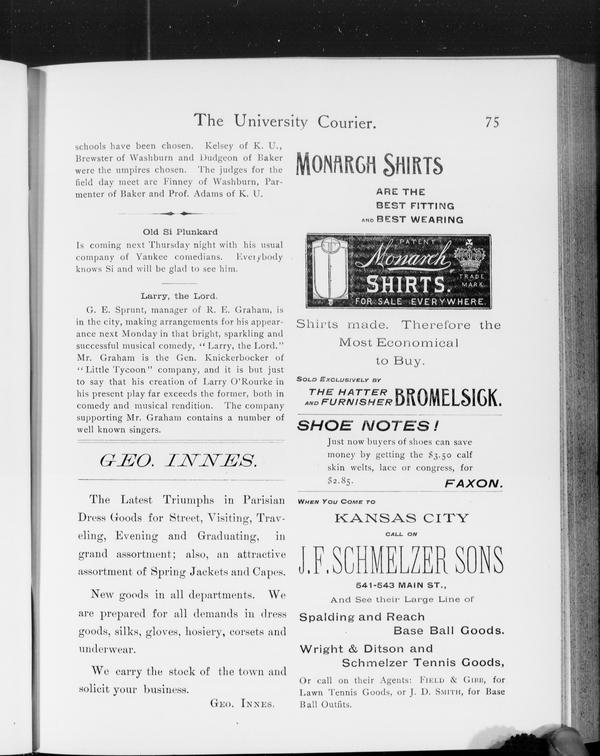 The University Courier.
75
schools have been chosen. Kelsey of K. U.,
Brewster of Washburn and Dudgeon of Baker
were the umpires chosen. The judges for the
field day meet are Finney of Washburn, Par-
menter of Baker and Prof. Adams of K. U.
Old Si Plunkard
Is coming next Thursday night with his usual
company of Yankee comedians. Everybody
knows Si and will be glad to see him.
Larry, the Lord.
G. E. Sprunt, manager of R. E. Graham, is
in the city, making arrangements for his appear-
ance next Monday in that bright, sparkling and
successful musical comedy, "Larry, the Lord."
Mr. Graham is the Gen. Knickerbocker of
"Little Tycoon" company, and it is but just
to say that his creation of Larry O'Rourke in
his present play far exceeds the former, both in
comedy and musical rendition. The company
supporting Mr. Graham contains a number of
well known singers.
GEO. INNES.
The Latest Triumphs in Parisian
Dress Goods for Street, Visiting, Trav-
eling, Evening and Graduating, in
grand assortment; also, an attractive
assortment of Spring Jackets and Capes.
New goods in all departments. We
are prepared for all demands in dress
goods, silks, gloves, hosiery, corsets and
underwear.
We carry the stock of the town and
solicit your business.
GEO. INNES.
MONARCH SHIRTS
ARE THE
BEST FITTING
AND BEST WEARING
PATENT
Monarch
SHIRTS.
TRADE
MARK
FOR SALE EVERYWHERE.
Shirts made. Therefore the
Most Economical
to Buy.
SOLD EXCLUSIVELY BY
THE HATTER
AND FURNISHER BROMELSICK.
SHOE NOTES!
Just now buyers of shoes can save
money by getting the $3.50 calf
skin welts, lace or congress, for
$2.85.
FAXON.
WHEN YOU COME TO
KANSAS CITY
CALL ON
J. F. SCHMELZER SONS
541-543 MAIN ST.,
And See their Large Line of
Spalding and Reach
Base Ball Goods.
Wright & Ditson and
Schmelzer Tennis Goods,
Or call on their Agents: FIELD & GIBB, for
Lawn Tennis Goods, or J. D. SMITH, for Base
Ball Outfits.